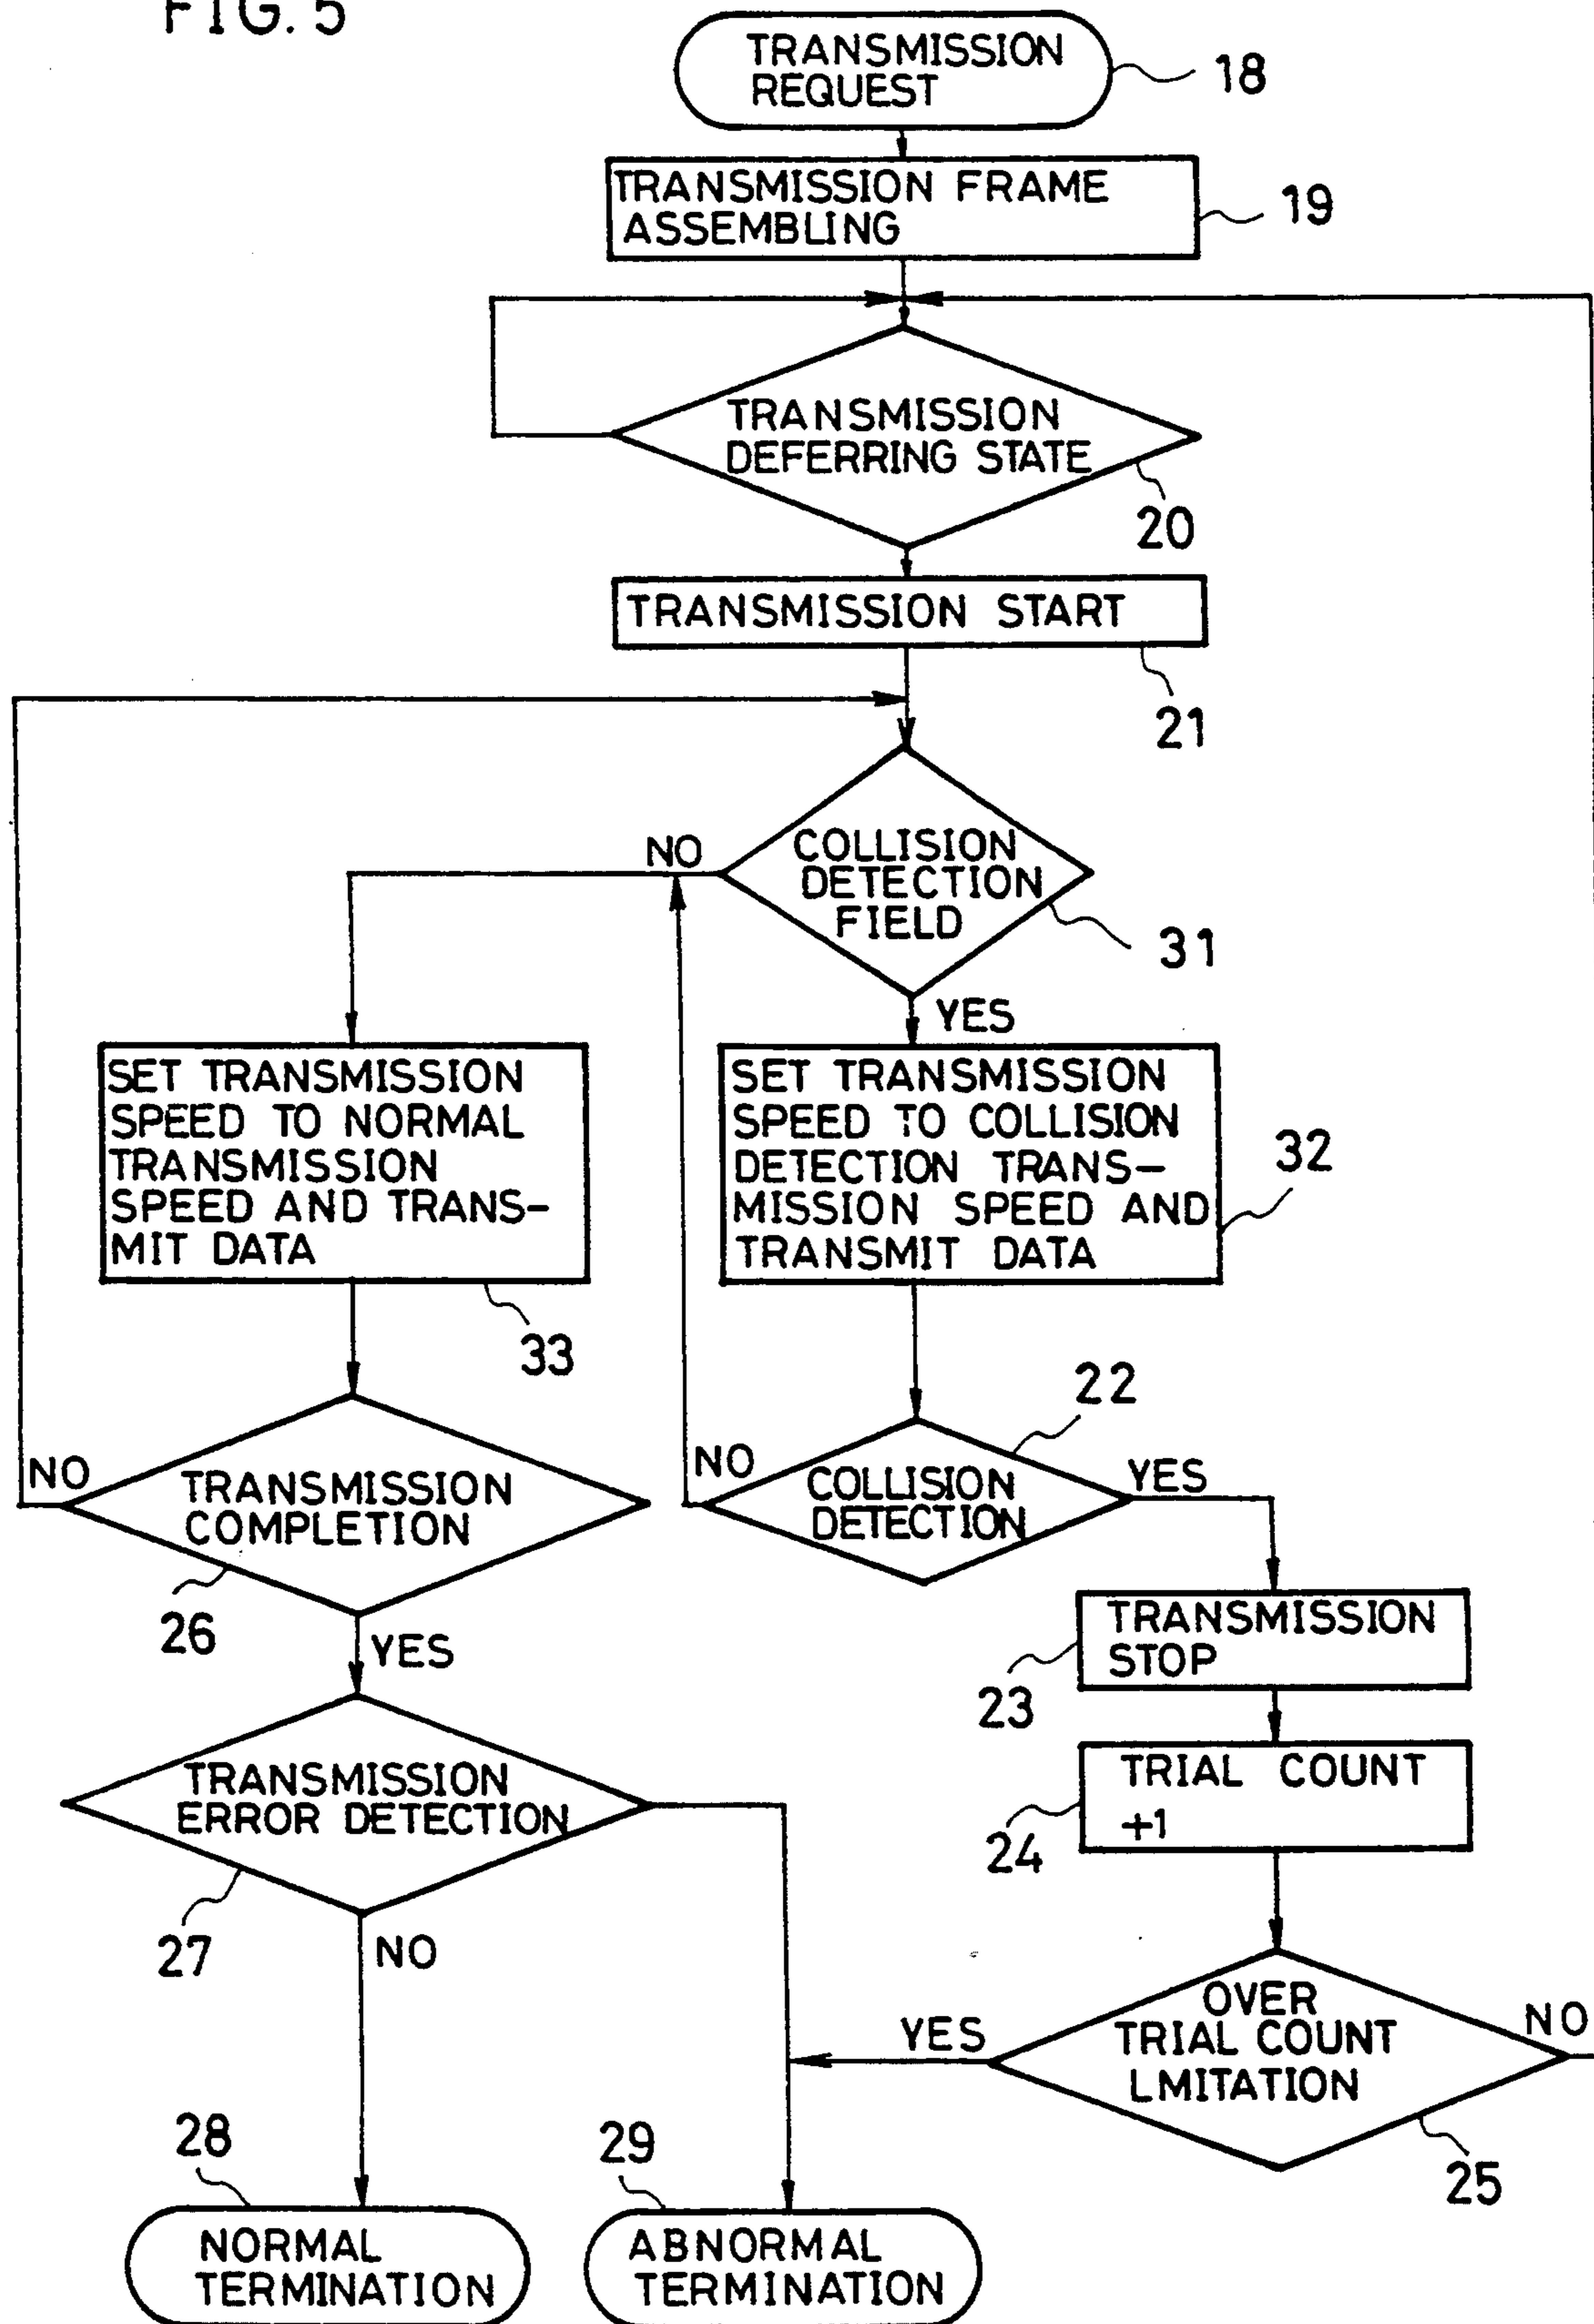 FIG. 5
TRANSMISSION
REQUEST
18
TRANSMISSION FRAME
ASSEMBLING
19
TRANSMISSION
DEFERRING STATE
20
TRANSMISSION START
21
COLLISION
DETECTION
FIELD
NO
31
YES
SET TRANSMISSION
SPEED TO NORMAL
TRANSMISSION
SPEED AND TRANS-
MIT DATA
33
SET TRANSMISSION
SPEED TO COLLISION
DETECTION TRANS-
MISSION SPEED AND
TRANSMIT DATA
32
22
NO
TRANSMISSION
COMPLETION
26
YES
NO
COLLISION
DETECTION
YES
TRANSMISSION
STOP
23
TRANSMISSION
ERROR DETECTION
27
NO
TRIAL COUNT
+1
24
OVER
TRIAL COUNT
LMITATION
YES
NO
25
28
NORMAL
TERMINATION
29
ABNORMAL
TERMINATION